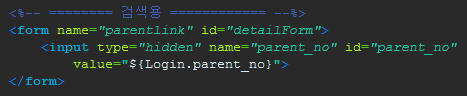 <%-- ======== 검색용 ============ --%>
<form name="parentlink" id="detailForm">
<input type="hidden" name="parent_no" id="parent_no"
value="${Login.parent_no}">
</form>